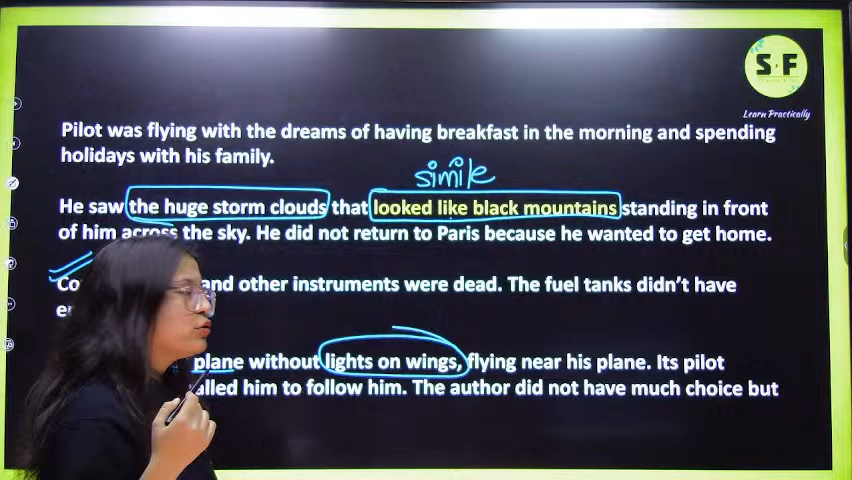 S F
Learn Practically
Pilot was flying with the dreams of having breakfast in the morning and spending
holidays with his family.
simile
He saw the huge storm clouds that looked like black mountains standing in front
of him across the sky. He did not return to Paris because he wanted to get home.
and other instruments were dead. The fuel tanks didn't have
plane without lights on wings, flying near his plane. Its pilot
alled him to follow him. The author did not have much choice but